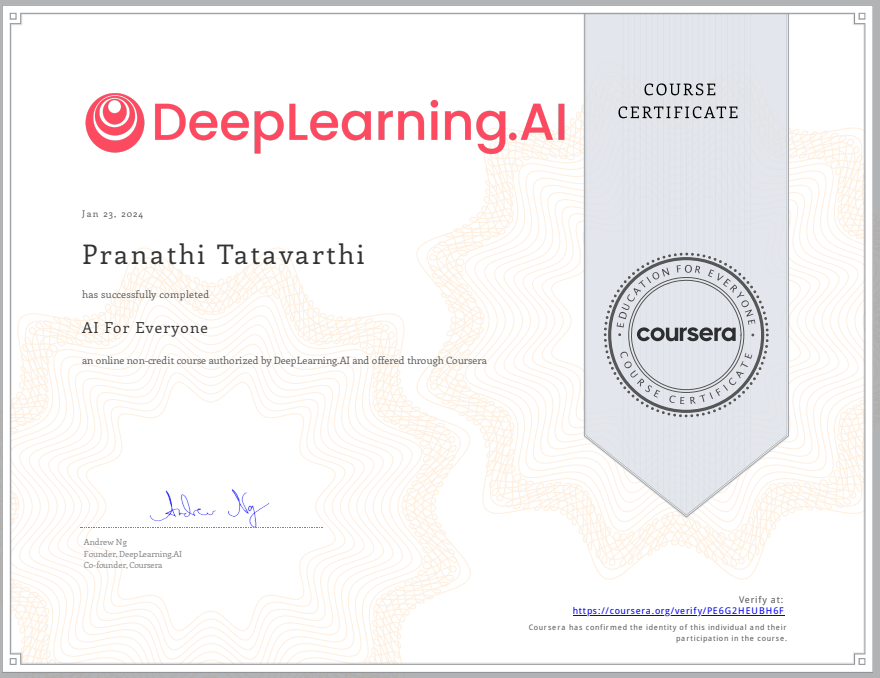 DeepLearning.AI
COURSE
CERTIFICATE
Jan 23, 2024
Pranathi Tatavarthi
has successfully completed
AI For Everyone
an online non-credit course authorized by DeepLearning.AI and offered through Coursera
EDUCATION FOR EVERYONE
coursera
COURSE CERTIFICATE
Andrew Ng
Andrew Ng
Founder, DeepLearning.AI
Co-founder, Coursera
Verify at:
https://coursera.org/verify/PE6G2HEUBH6F
Coursera has confirmed the identity of this individual and their
participation in the course.